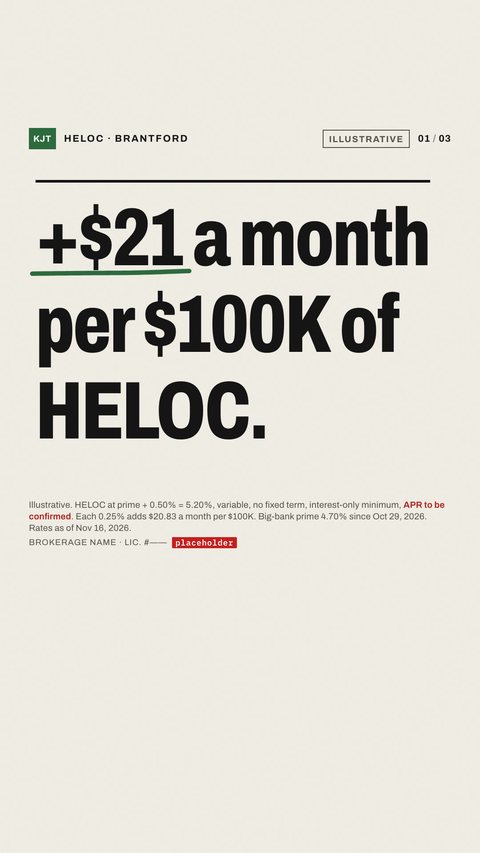 KJT HELOC · BRANTFORD ILLUSTRATIVE 01 / 03
+$21 a month
per $100K of
HELOC.
Illustrative. HELOC at prime + 0.50% = 5.20%, variable, no fixed term, interest-only minimum, APR to be
confirmed. Each 0.25% adds $20.83 a month per $100K. Big-bank prime 4.70% since Oct 29, 2026.
Rates as of Nov 16, 2026.
BROKERAGE NAME · LIC. #—— placeholder